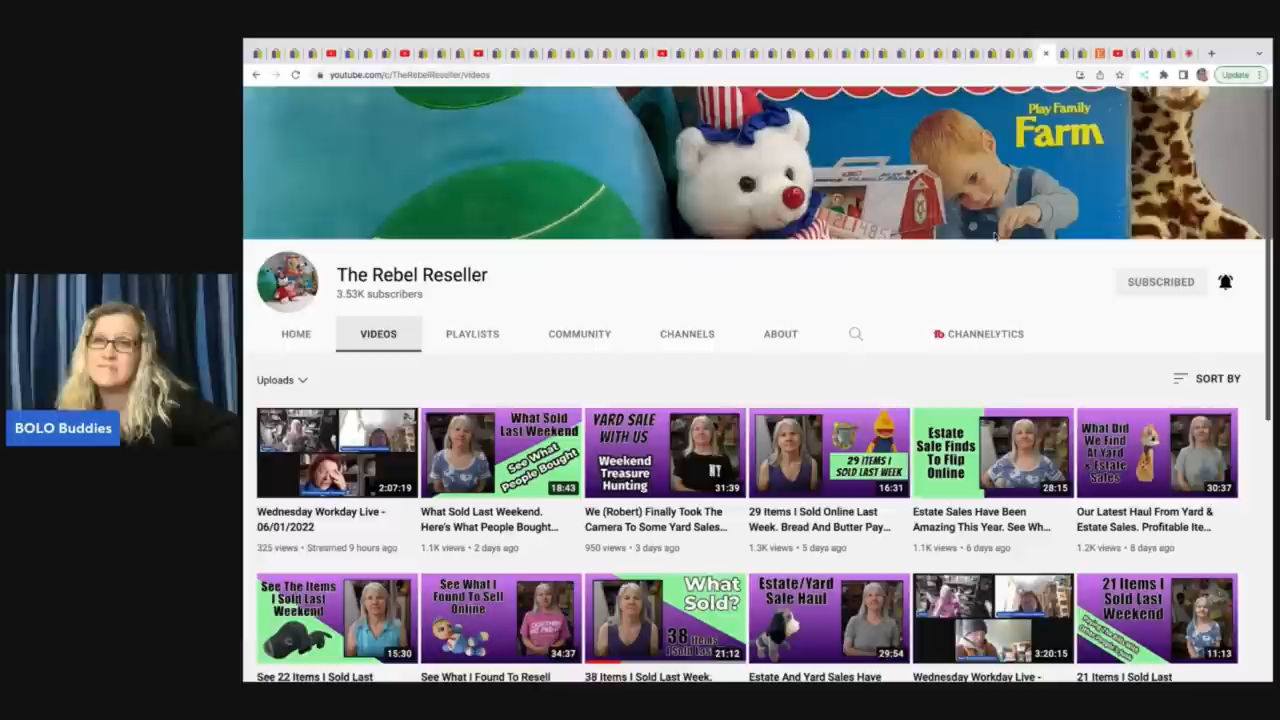 youtube.com/c/TheRebelReseller/videos
Update
Play Family
Farm
The Rebel Reseller
3.53K subscribers
SUBSCRIBED
HOME
VIDEOS
PLAYLISTS
COMMUNITY
CHANNELS
ABOUT
CHANNELYTICS
Uploads
SORT BY
BOLO Buddies
2:07:19
Wednesday Workday Live -
06/01/2022
325 views • Streamed 9 hours ago
What Sold
Last Weekend
See What
People Bought
18:43
What Sold Last Weekend.
Here's What People Bought...
1.1K views • 2 days ago
YARD SALE
WITH US
Weekend
Treasure
Hunting
NY
31:39
We (Robert) Finally Took The
Camera To Some Yard Sales...
950 views • 3 days ago
29 ITEMS I
SOLD LAST WEEK
16:31
29 Items I Sold Online Last
Week. Bread And Butter Pay...
1.3K views • 5 days ago
Estate
Sale Finds
To Flip
Online
28:15
Estate Sales Have Been
Amazing This Year. See Wh...
1.1K views • 6 days ago
What Did
We Find
At Yard
& Estate
Sales
30:37
Our Latest Haul From Yard &
Estate Sales. Profitable Ite...
1.2K views • 8 days ago
See The Items
I Sold Last
Weekend
15:30
See 22 Items I Sold Last
See What I
Found To Sell
Online
34:37
See What I Found To Resell
What
Sold?
38 Items
I Sold Last
21:12
38 Items I Sold Last Week.
Estate/Yard
Sale Haul
29:54
Estate And Yard Sales Have
3:20:15
Wednesday Workday Live -
21 Items I
Sold Last
Weekend
11:13
21 Items I Sold Last